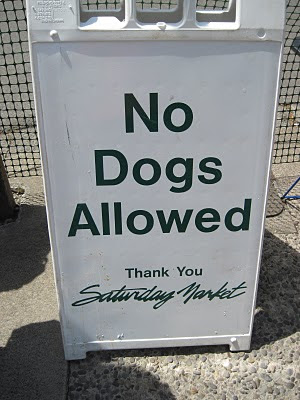 No
Dogs
Allowed
Thank You
Saturday Market